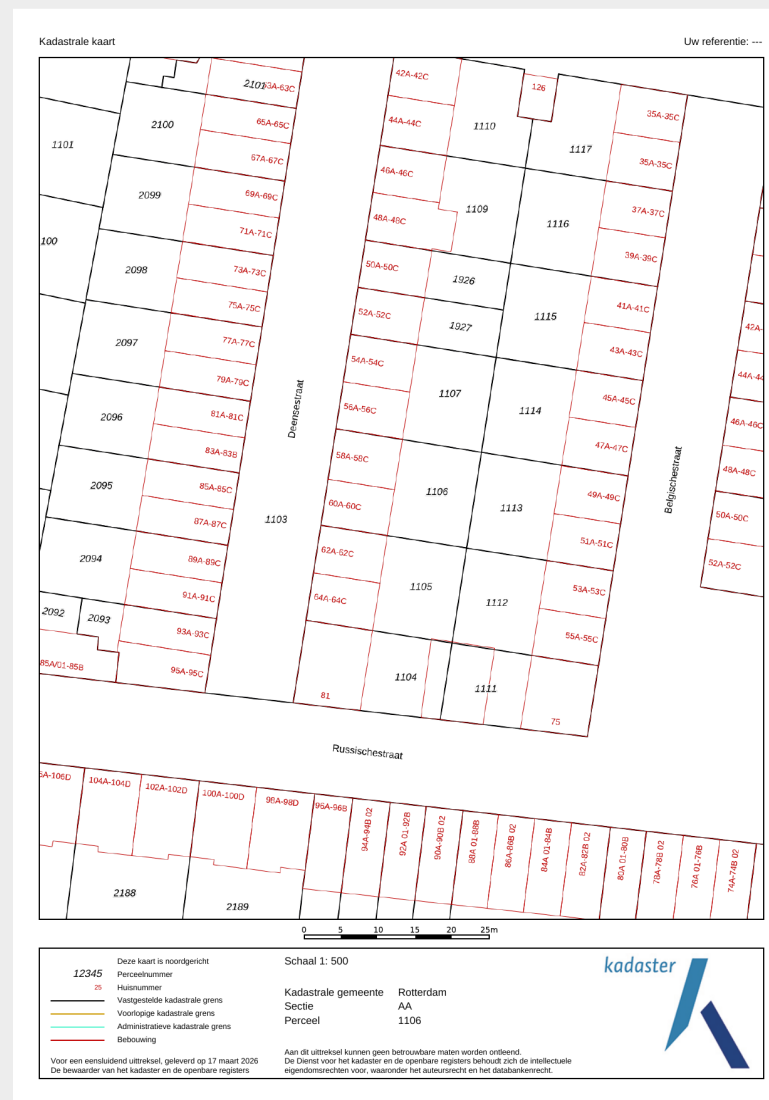 Kadastrale kaart
Uw referentie: ---
42A-42C
126
63A-63C
2101
35A-35C
65A-65C
2100
44A-44C
1110
1101
1117
67A-67C
35A-35C
46A-46C
69A-69C
2099
37A-37C
1109
48A-48C
1116
71A-71C
100
39A-39C
50A-50C
73A-73C
2098
1926
75A-75C
41A-41C
52A-52C
1115
1927
42A-
77A-77C
2097
43A-43C
54A-54C
44A-44
79A-79C
1107
45A-45C
56A-56C
Deensestraat
81A-81C
1114
2096
46A-46C
47A-47C
83A-83B
58A-58C
48A-48C
Belgischestraat
2095
85A-85C
1106
49A-49C
60A-60C
1113
50A-50C
87A-87C
1103
51A-51C
62A-62C
2094
89A-89C
52A-52C
1105
53A-53C
91A-91C
64A-64C
1112
2092
2093
93A-93C
55A-55C
85A/01-85B
95A-95C
1104
1111
81
75
Russischestraat
6A-106D
104A-104D
102A-102D
100A-100D
98A-98D
96A-96B
94A-94B 02
92A 01-92B
90A-90B 02
88A 01-88B
86A-86B 02
84A 01-84B
82A-82B 02
80A 01-80B
78A-78B 02
76A 01-76B
74A-74B 02
2188
2189
0 5 10 15 20 25m
Deze kaart is noordgericht
12345 Perceelnummer
25 Huisnummer
Vastgestelde kadastrale grens
Voorlopige kadastrale grens
Administratieve kadastrale grens
Bebouwing
Voor een eensluidend uittreksel, geleverd op 17 maart 2026
De bewaarder van het kadaster en de openbare registers
Schaal 1: 500
Kadastrale gemeente Rotterdam
Sectie AA
Perceel 1106
Aan dit uittreksel kunnen geen betrouwbare maten worden ontleend.
De Dienst voor het kadaster en de openbare registers behoudt zich de intellectuele
eigendomsrechten voor, waaronder het auteursrecht en het databankenrecht.
kadaster